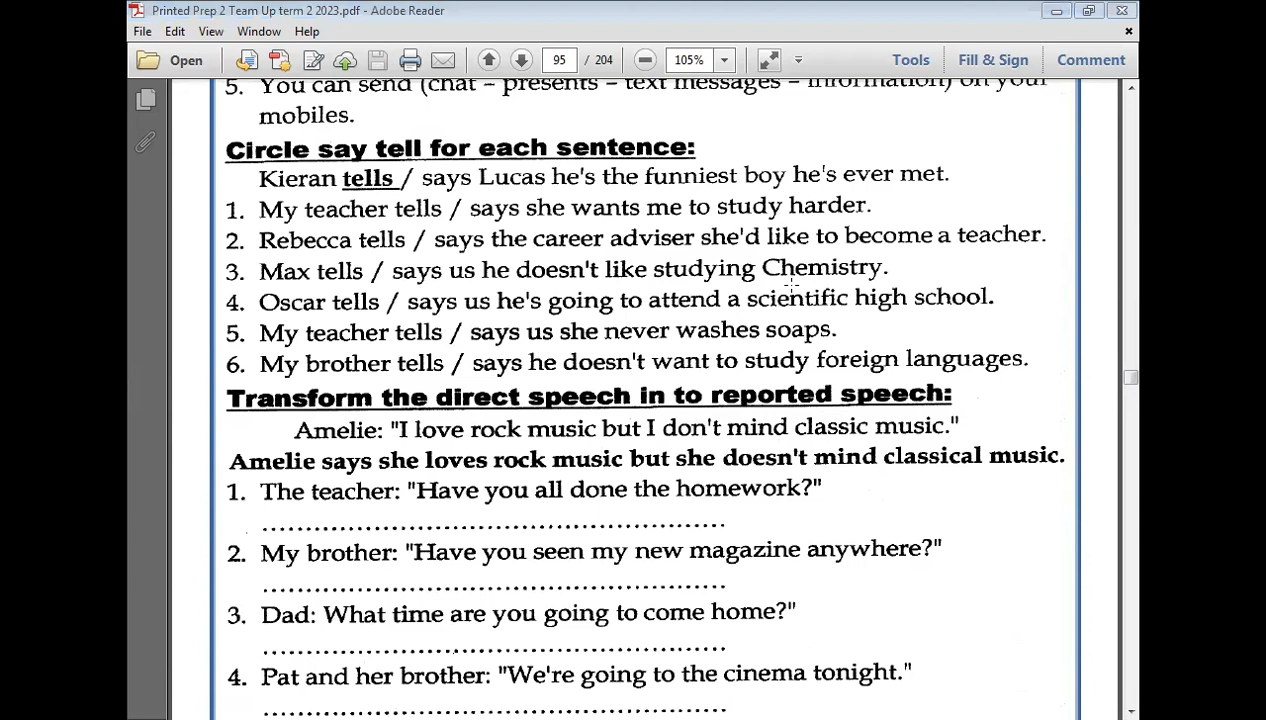 Printed Prep 2 Team Up term 2 2023.pdf - Adobe Reader
File Edit View Window Help
Open 95 / 204 105% Tools Fill & Sign Comment
5. You can send (chat – presents – text messages – information) on your
mobiles.
Circle say tell for each sentence:
Kieran tells / says Lucas he's the funniest boy he's ever met.
1. My teacher tells / says she wants me to study harder.
2. Rebecca tells / says the career adviser she'd like to become a teacher.
3. Max tells / says us he doesn't like studying Chemistry.
4. Oscar tells / says us he's going to attend a scientific high school.
5. My teacher tells / says us she never washes soaps.
6. My brother tells / says he doesn't want to study foreign languages.
Transform the direct speech in to reported speech:
Amelie: "I love rock music but I don't mind classic music."
Amelie says she loves rock music but she doesn't mind classical music.
1. The teacher: "Have you all done the homework?"
................................................
2. My brother: "Have you seen my new magazine anywhere?"
................................................
3. Dad: What time are you going to come home?"
................................................
4. Pat and her brother: "We're going to the cinema tonight."
................................................